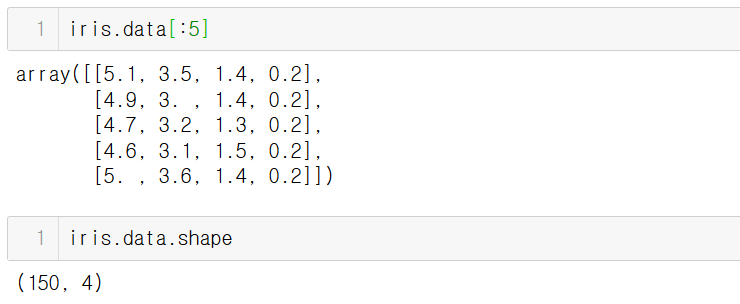 1 iris.data[:5]
array([[5.1, 3.5, 1.4, 0.2],
[4.9, 3. , 1.4, 0.2],
[4.7, 3.2, 1.3, 0.2],
[4.6, 3.1, 1.5, 0.2],
[5. , 3.6, 1.4, 0.2]])
1 iris.data.shape
(150, 4)